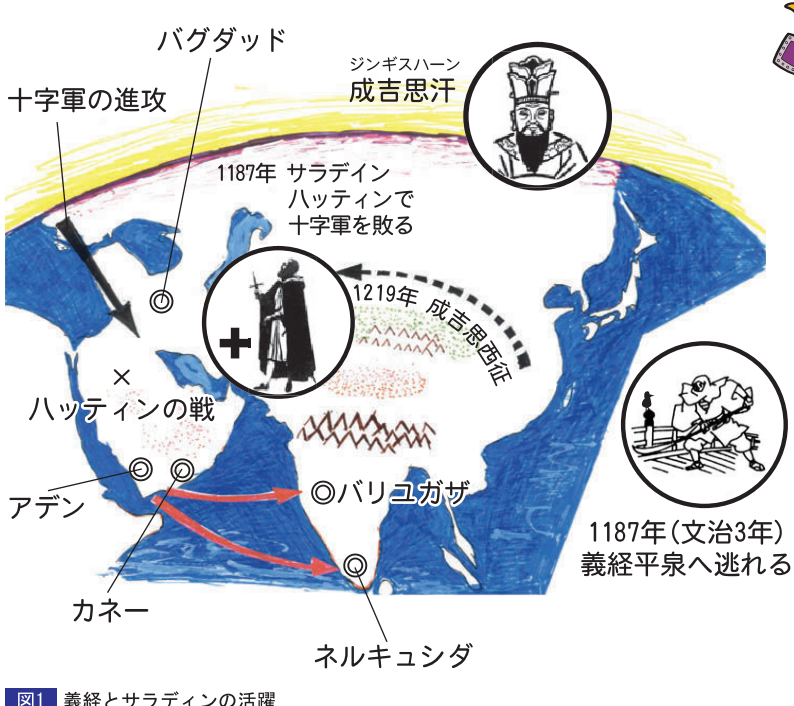 バグダッド
ジンギスハーン
成吉思汗
十字軍の進攻
1187年 サラデイン
ハッティンで
十字軍を敗る
1219年 成吉思西征
ハッティンの戦
アデン
バリユガザ
1187年(文治3年)
義経平泉へ逃れる
カネー
ネルキュシダ
図1 義経とサラディンの活躍